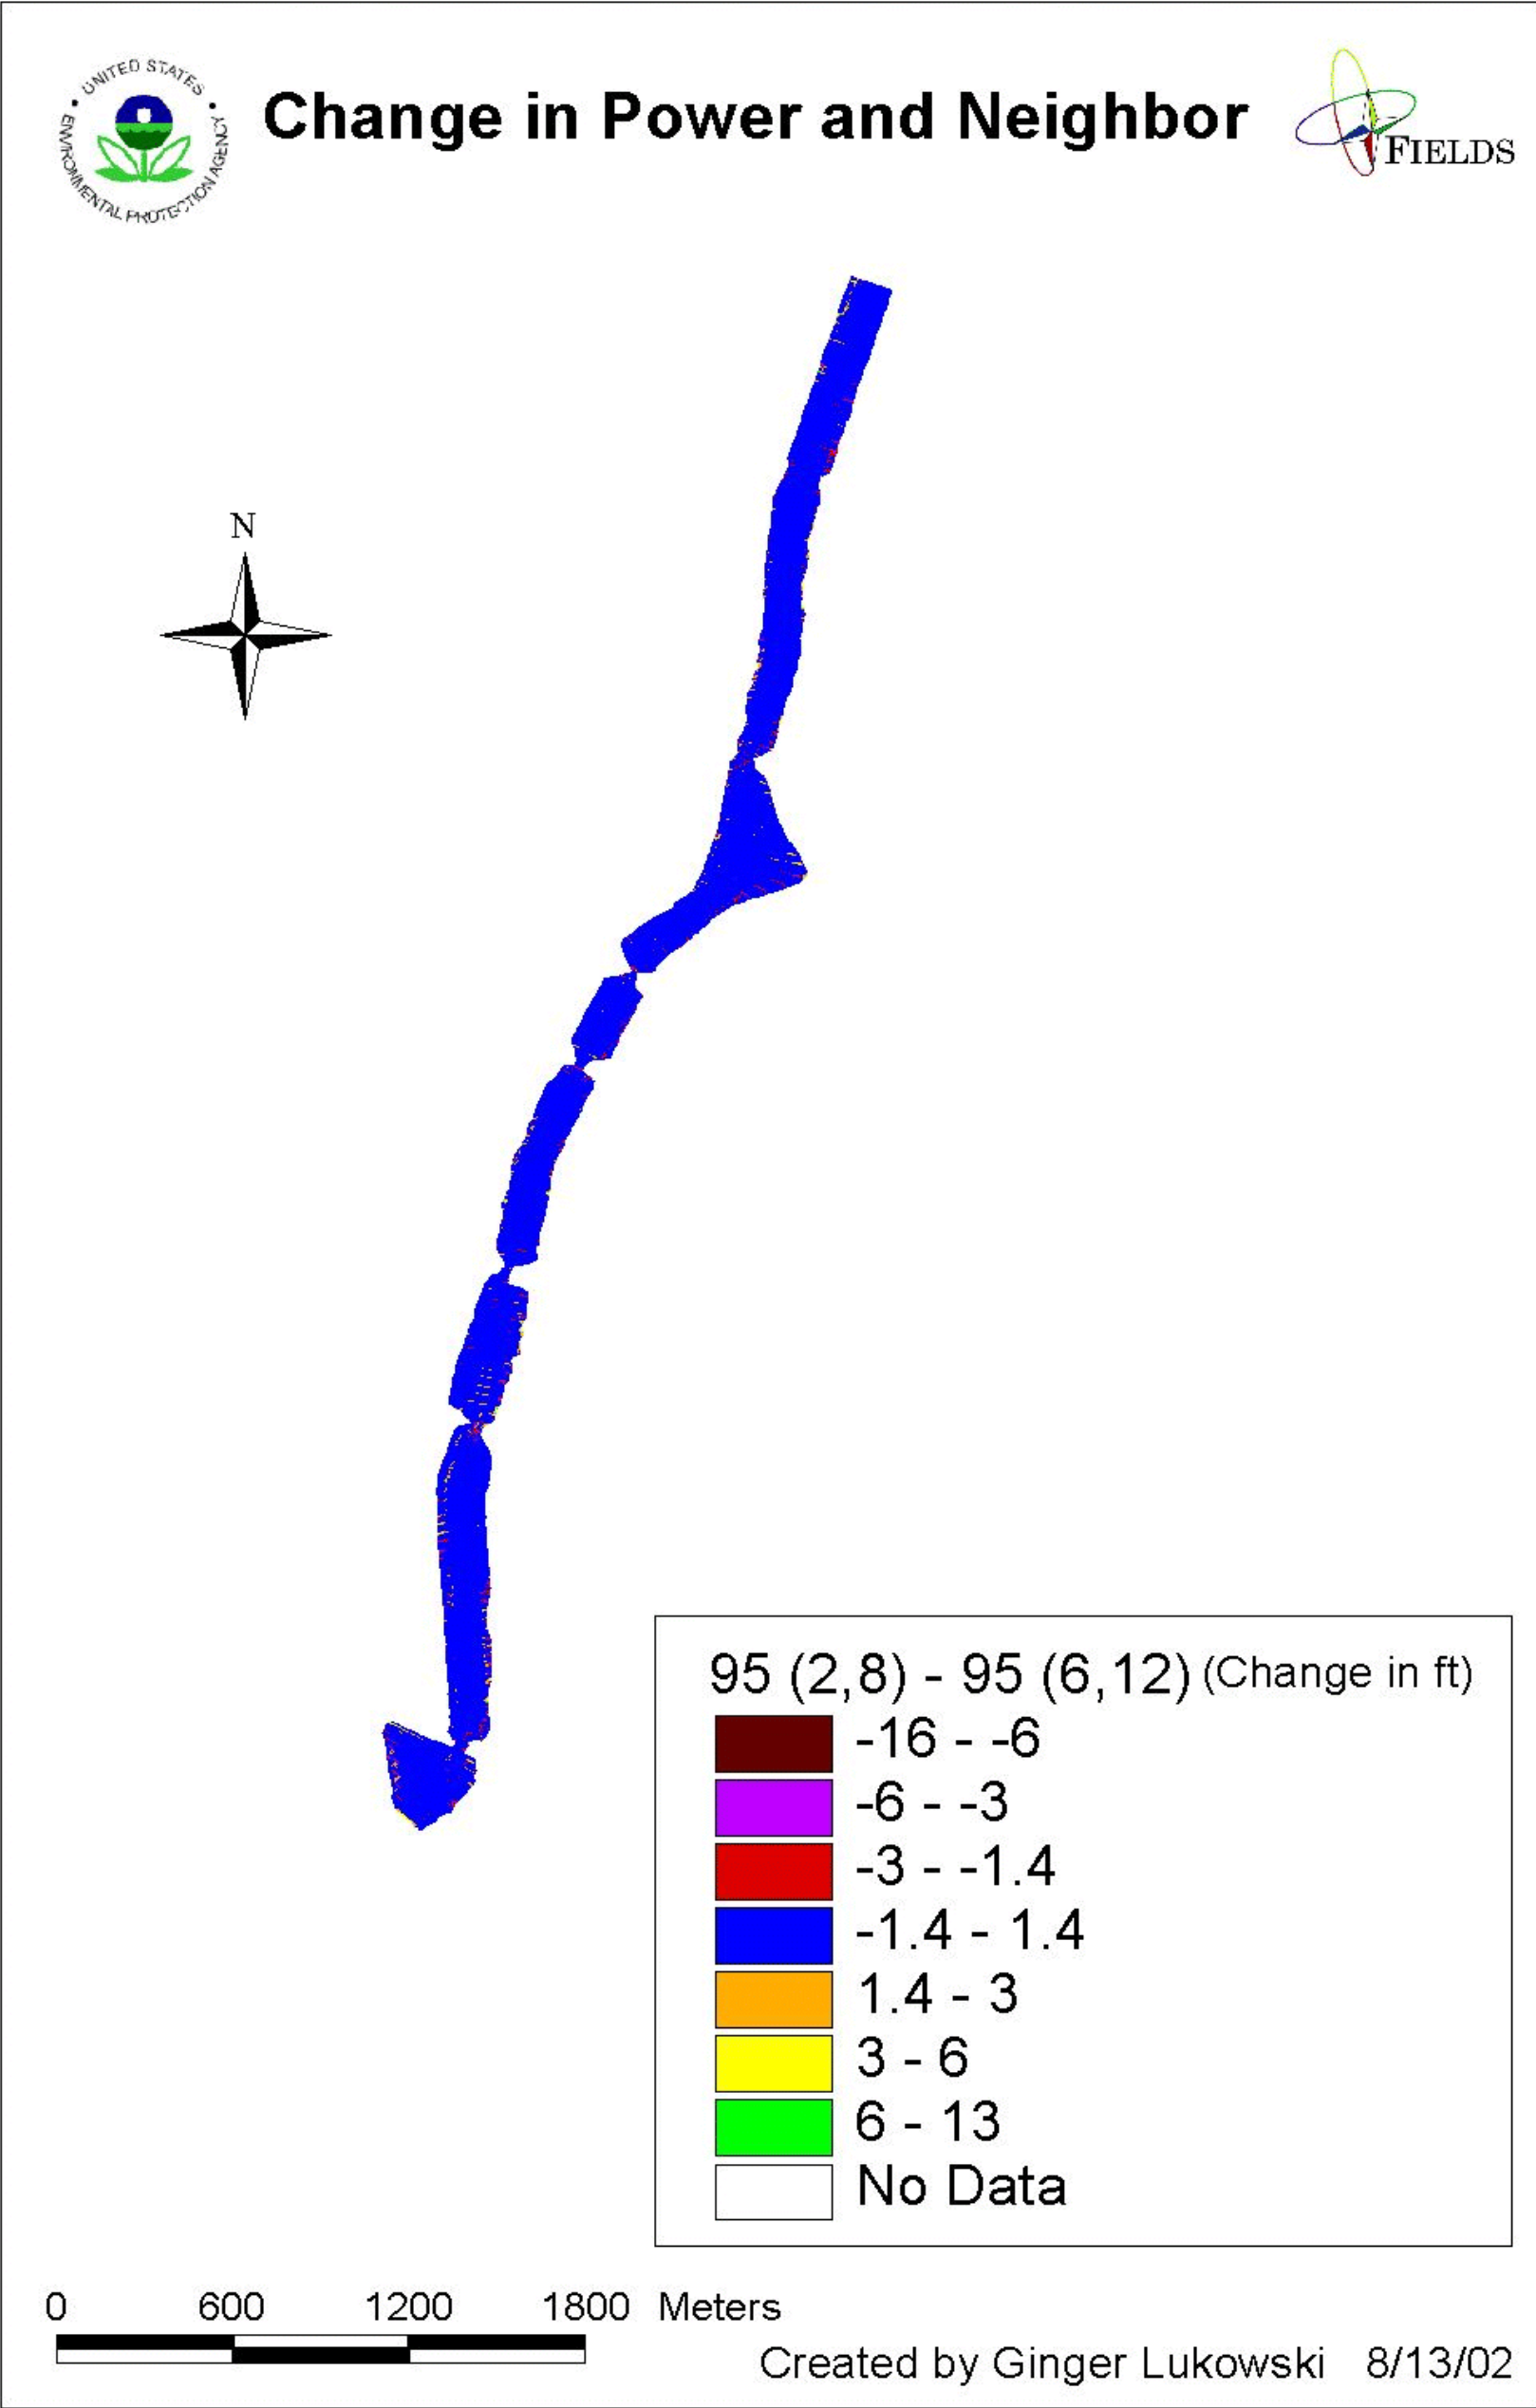 UNITED STATES
ENVIRONMENTAL PROTECTION AGENCY
Change in Power and Neighbor
FIELDS
N
95 (2,8) - 95 (6,12) (Change in ft)
-16 - -6
-6 - -3
-3 - -1.4
-1.4 - 1.4
1.4 - 3
3 - 6
6 - 13
No Data
0 600 1200 1800 Meters
Created by Ginger Lukowski 8/13/02